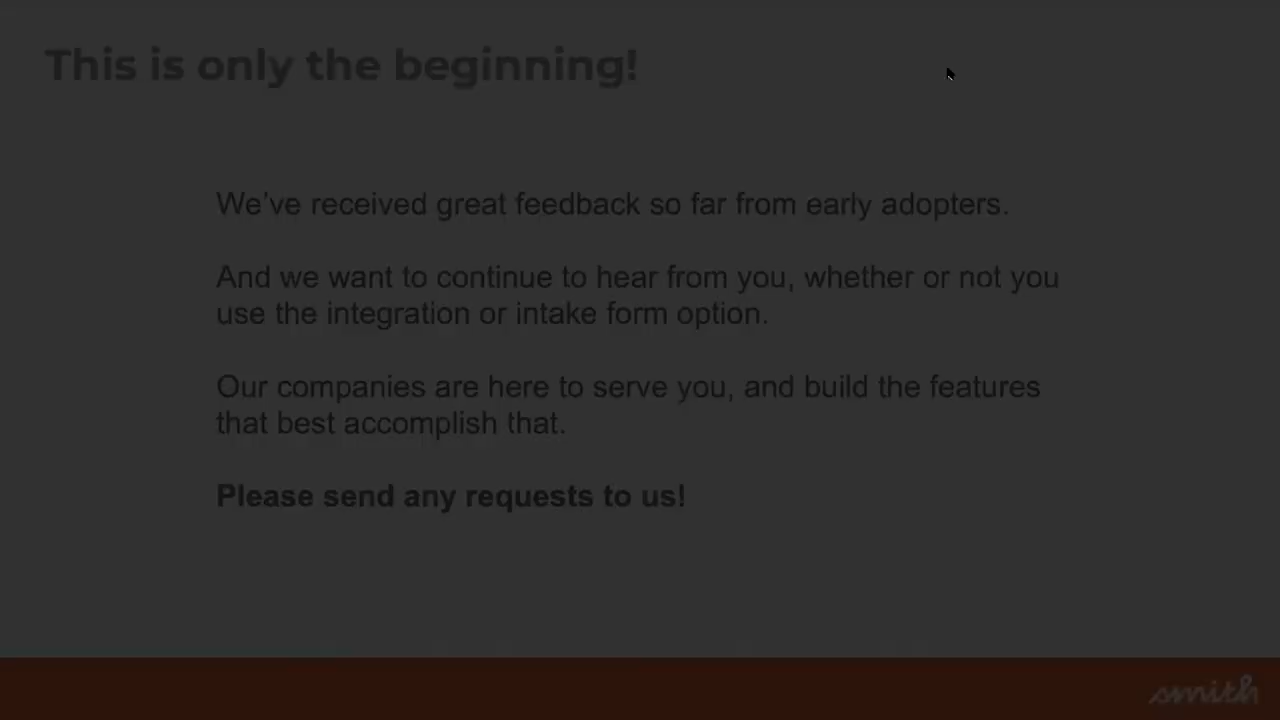 This is only the beginning!
We've received great feedback so far from early adopters.
And we want to continue to hear from you, whether or not you
use the integration or intake form option.
Our companies are here to serve you, and build the features
that best accomplish that.
Please send any requests to us!
smith